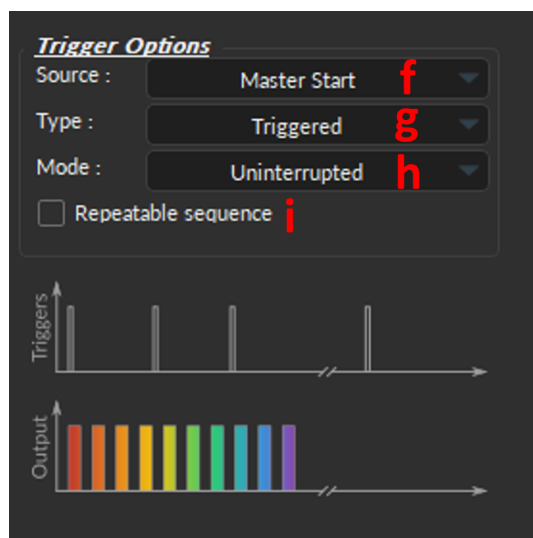 Trigger Options
Source : Master Start f
Type : Triggered g
Mode : Uninterrupted h
Repeatable sequence i
Triggers
Output